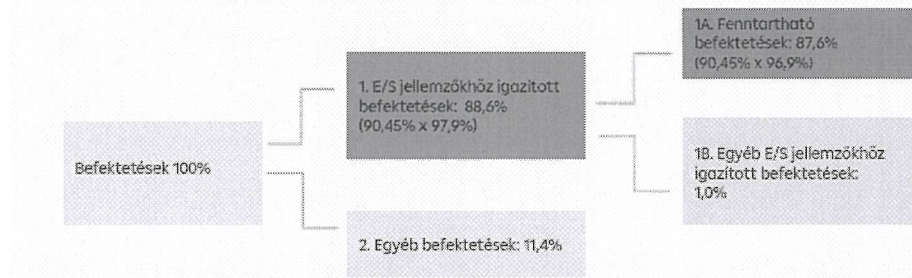 Befektetések 100%
1. E/S jellemzőkhöz igazított
befektetések: 88,6%
(90,45% x 97,9%)
2. Egyéb befektetések: 11,4%
1A. Fenntartható
befektetések: 87,6%
(90,45% x 96,9%)
1B. Egyéb E/S jellemzőkhöz
igazított befektetések:
1,0%